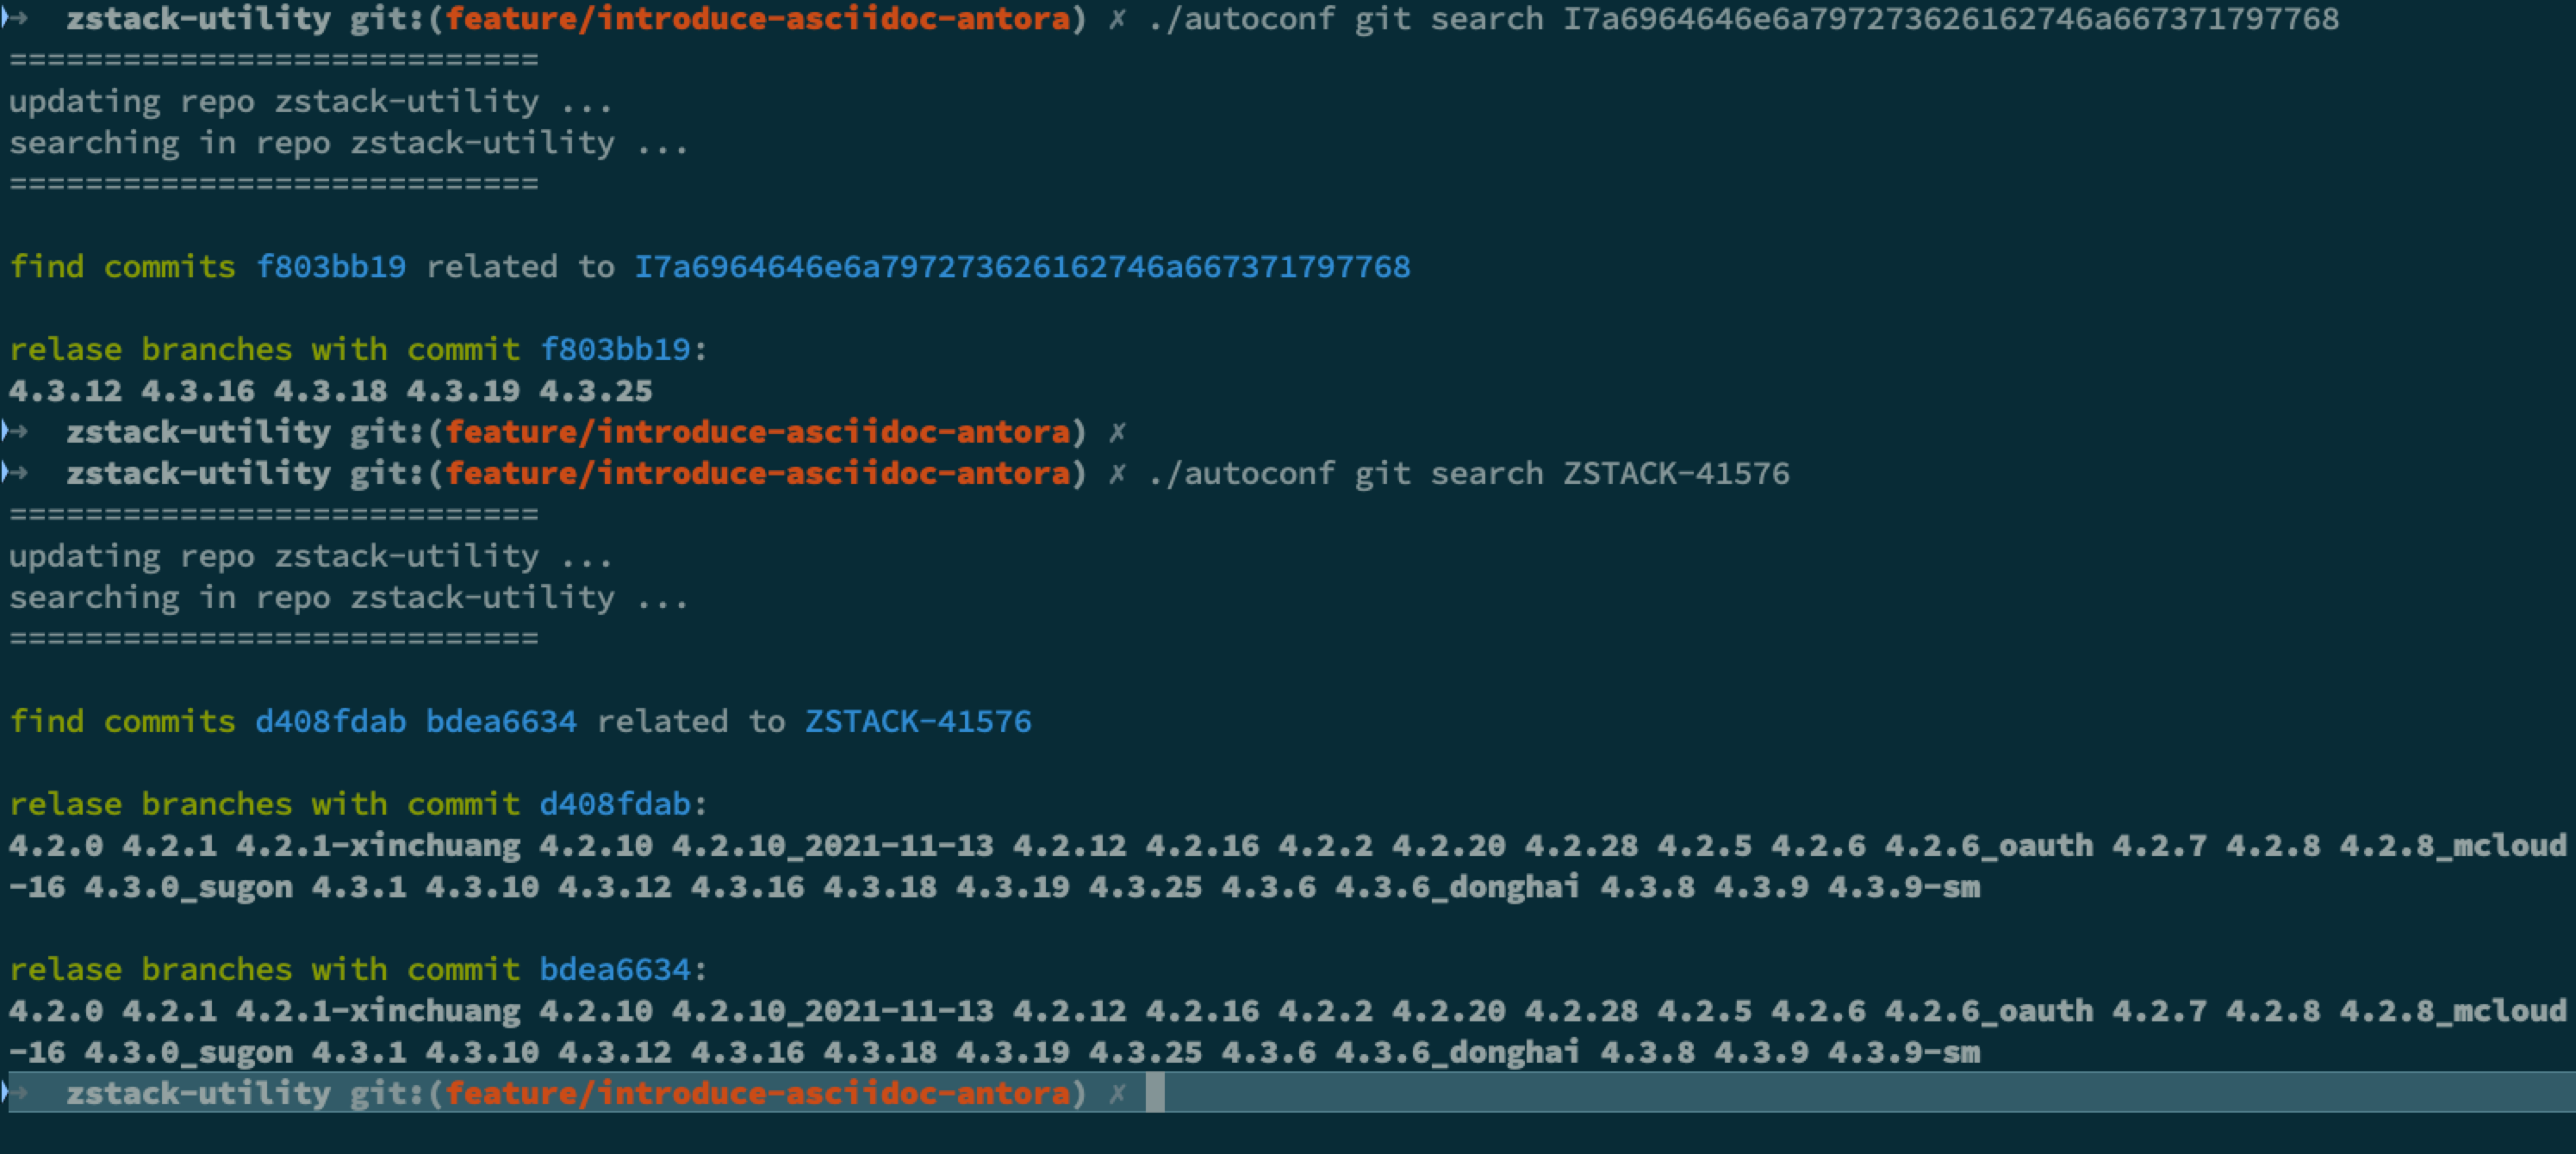 ➜  zstack-utility git:(feature/introduce-asciidoc-antora) ✗ ./autoconf git search I7a6964646e6a797273626162746a667371797768
============================
updating repo zstack-utility ...
searching in repo zstack-utility ...
============================
find commits f803bb19 related to I7a6964646e6a797273626162746a667371797768
relase branches with commit f803bb19:
4.3.12 4.3.16 4.3.18 4.3.19 4.3.25
➜  zstack-utility git:(feature/introduce-asciidoc-antora) ✗
➜  zstack-utility git:(feature/introduce-asciidoc-antora) ✗ ./autoconf git search ZSTACK-41576
============================
updating repo zstack-utility ...
searching in repo zstack-utility ...
============================
find commits d408fdab bdea6634 related to ZSTACK-41576
relase branches with commit d408fdab:
4.2.0 4.2.1 4.2.1-xinchuang 4.2.10 4.2.10_2021-11-13 4.2.12 4.2.16 4.2.2 4.2.20 4.2.28 4.2.5 4.2.6 4.2.6_oauth 4.2.7 4.2.8 4.2.8_mcloud
-16 4.3.0_sugon 4.3.1 4.3.10 4.3.12 4.3.16 4.3.18 4.3.19 4.3.25 4.3.6 4.3.6_donghai 4.3.8 4.3.9 4.3.9-sm
relase branches with commit bdea6634:
4.2.0 4.2.1 4.2.1-xinchuang 4.2.10 4.2.10_2021-11-13 4.2.12 4.2.16 4.2.2 4.2.20 4.2.28 4.2.5 4.2.6 4.2.6_oauth 4.2.7 4.2.8 4.2.8_mcloud
-16 4.3.0_sugon 4.3.1 4.3.10 4.3.12 4.3.16 4.3.18 4.3.19 4.3.25 4.3.6 4.3.6_donghai 4.3.8 4.3.9 4.3.9-sm
➜  zstack-utility git:(feature/introduce-asciidoc-antora) ✗